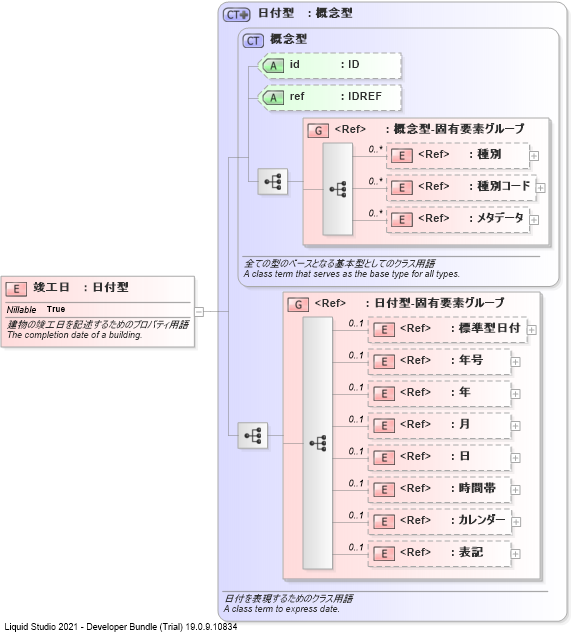 CT 日付型 : 概念型
CT 概念型
A id : ID
A ref : IDREF
G <Ref> : 概念型-固有要素グループ
0..* E <Ref> : 種別
0..* E <Ref> : 種別コード
0..* E <Ref> : メタデータ
全ての型のベースとなる基本型としてのクラス用語
A class term that serves as the base type for all types.
E 竣工日 : 日付型
Nillable True
建物の竣工日を記述するためのプロパティ用語
The completion date of a building.
G <Ref> : 日付型-固有要素グループ
0..1 E <Ref> : 標準型日付
0..1 E <Ref> : 年号
0..1 E <Ref> : 年
0..1 E <Ref> : 月
0..1 E <Ref> : 日
0..1 E <Ref> : 時間帯
0..1 E <Ref> : カレンダー
0..1 E <Ref> : 表記
日付を表現するためのクラス用語
A class term to express date.
Liquid Studio 2021 - Developer Bundle (Trial) 19.0.9.10834